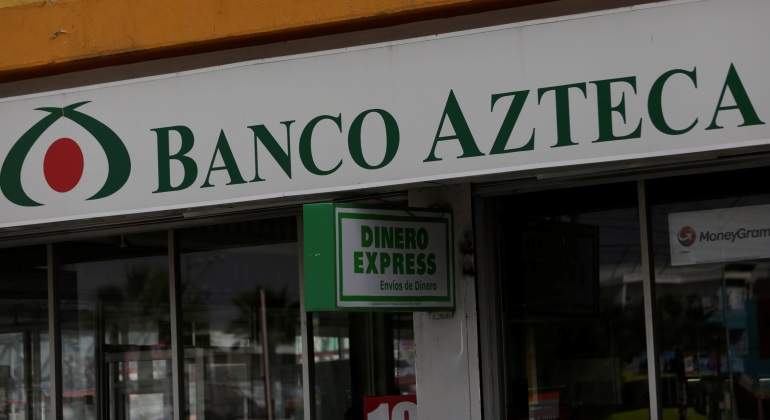 BANCO AZTECA
DINERO
EXPRESS
Envíos de Dinero
MoneyGram